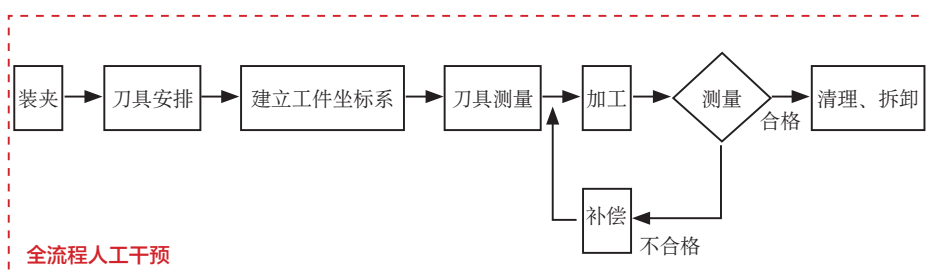 装夹
刀具安排
建立工件坐标系
刀具测量
加工
测量
合格
清理、拆卸
补偿
不合格
全流程人工干预